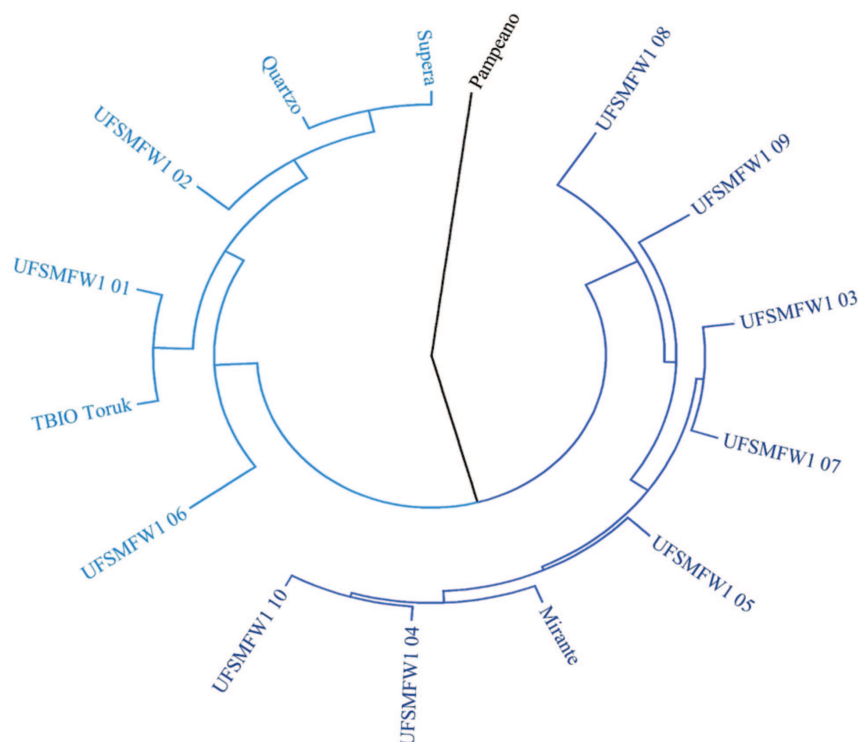 Supera
Pampeano
UFSMFW1 08
UFSMFW1 09
UFSMFW1 03
UFSMFW1 07
UFSMFW1 05
Mirante
UFSMFW1 04
UFSMFW1 10
UFSMFW1 06
TBIO Toruk
UFSMFW1 01
UFSMFW1 02
Quartzo